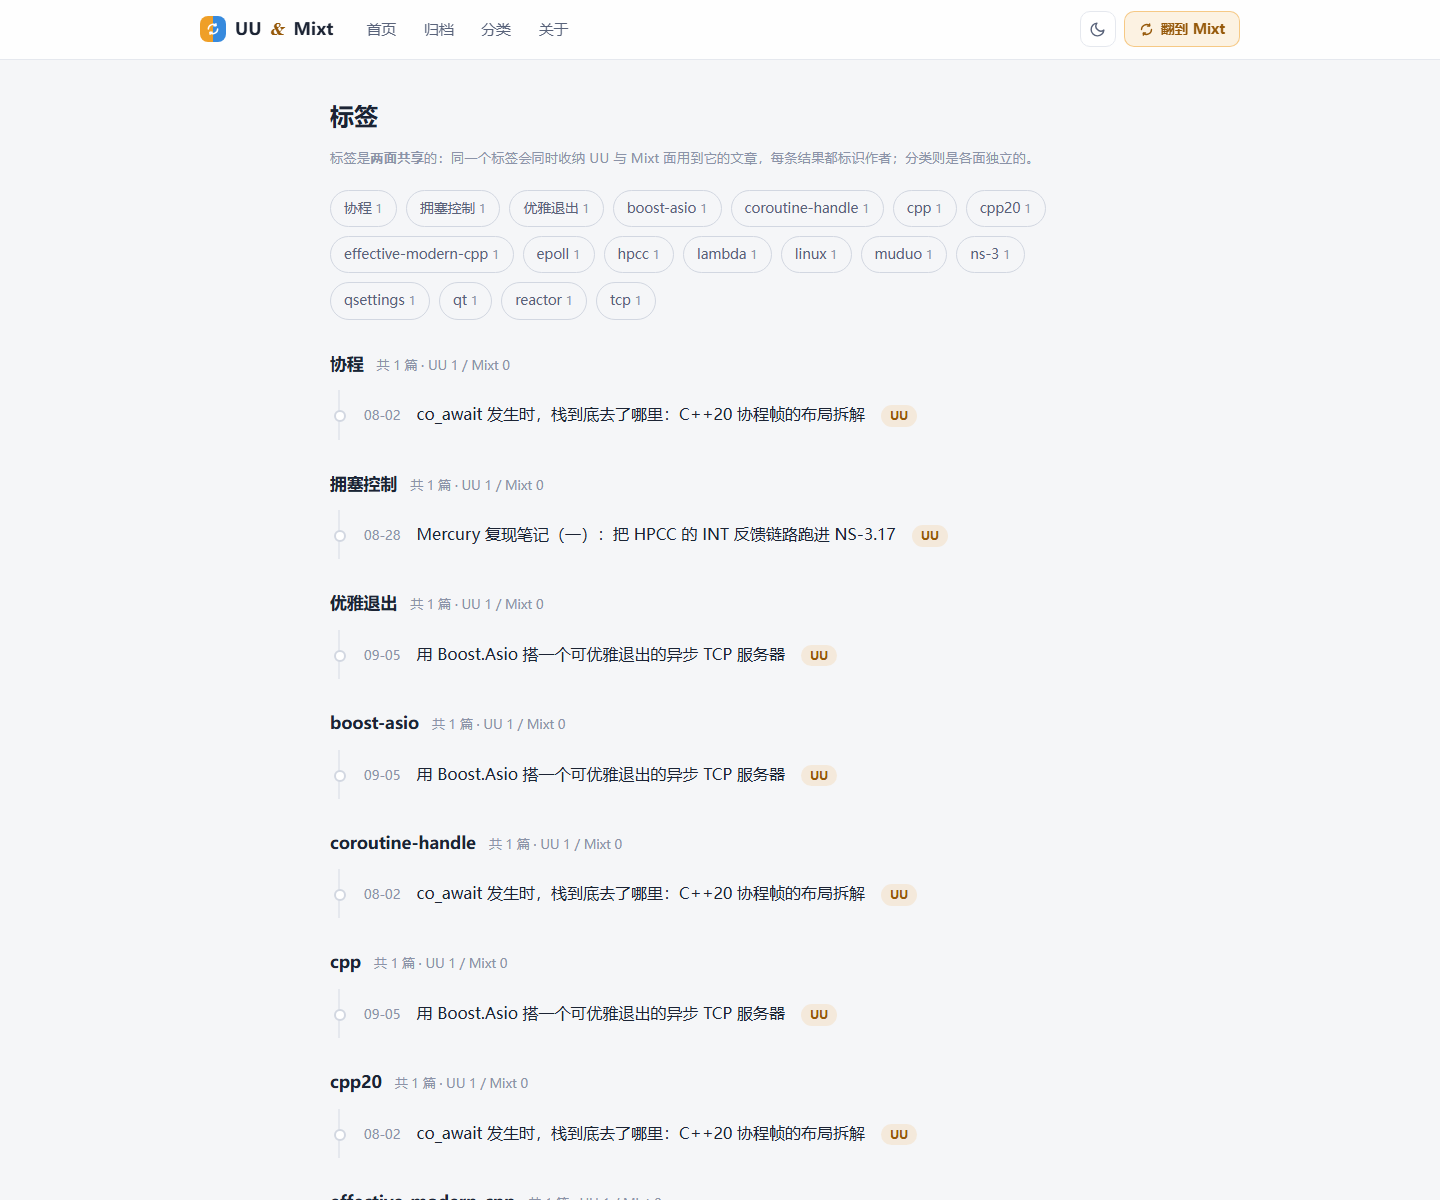 UU & Mixt 首页 归档 分类 关于 翻到 Mixt
标签
标签是两面共享的：同一个标签会同时收纳 UU 与 Mixt 面用到它的文章，每条结果都标识作者；分类则是各面独立的。
协程 1 拥塞控制 1 优雅退出 1 boost-asio 1 coroutine-handle 1 cpp 1 cpp20 1
effective-modern-cpp 1 epoll 1 hpcc 1 lambda 1 linux 1 muduo 1 ns-3 1
qsettings 1 qt 1 reactor 1 tcp 1
协程 共 1 篇 · UU 1 / Mixt 0
08-02 co_await 发生时，栈到底去了哪里：C++20 协程帧的布局拆解 UU
拥塞控制 共 1 篇 · UU 1 / Mixt 0
08-28 Mercury 复现笔记（一）：把 HPCC 的 INT 反馈链路跑进 NS-3.17 UU
优雅退出 共 1 篇 · UU 1 / Mixt 0
09-05 用 Boost.Asio 搭一个可优雅退出的异步 TCP 服务器 UU
boost-asio 共 1 篇 · UU 1 / Mixt 0
09-05 用 Boost.Asio 搭一个可优雅退出的异步 TCP 服务器 UU
coroutine-handle 共 1 篇 · UU 1 / Mixt 0
08-02 co_await 发生时，栈到底去了哪里：C++20 协程帧的布局拆解 UU
cpp 共 1 篇 · UU 1 / Mixt 0
09-05 用 Boost.Asio 搭一个可优雅退出的异步 TCP 服务器 UU
cpp20 共 1 篇 · UU 1 / Mixt 0
08-02 co_await 发生时，栈到底去了哪里：C++20 协程帧的布局拆解 UU
effective-modern-cpp 共 1 篇 · UU 1 / Mixt 0